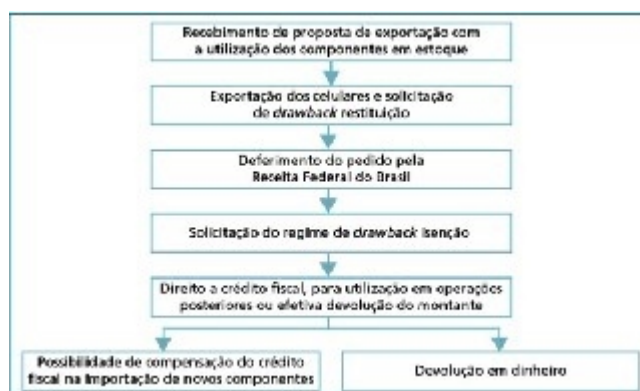 Recebimento de proposta de exportação com
a utilização dos componentes em estoque
Exportação dos celulares e solicitação
de drawback restituição
Deferimento do pedido pela
Receita Federal do Brasil
Solicitação do regime de drawback isenção
Direito a crédito fiscal, para utilização em operações
posteriores ou efetiva devolução do montante
Possibilidade de compensação do crédito
fiscal na importação de novos componentes
Devolução em dinheiro